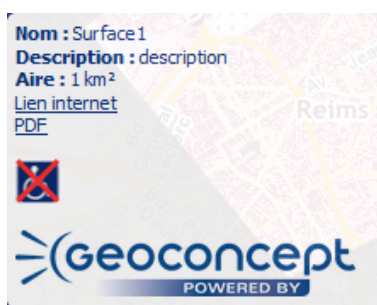 Nom : Surface1
Description : description
Aire : 1 km²
Lien internet
PDF
Reims
Geoconcept
POWERED BY